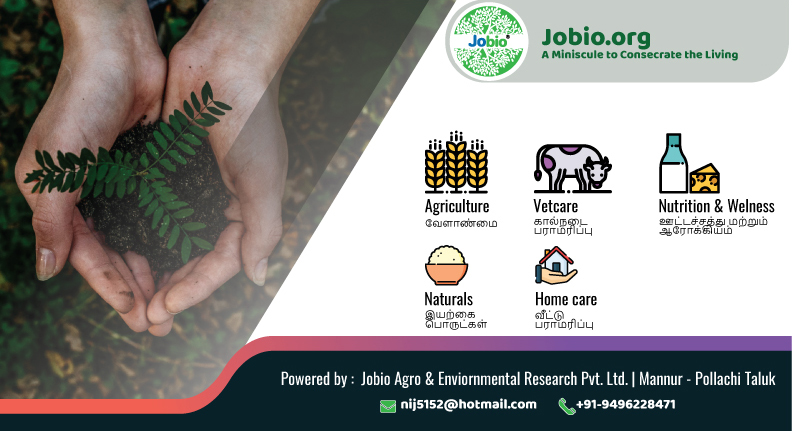 Jobio
Jobio.org
A Miniscule to Consecrate the Living
Agriculture
வேளாண்மை
Vetcare
கால்நடை
பராமரிப்பு
Nutrition & Welness
ஊட்டச்சத்து மற்றும்
ஆரோக்கியம்
Naturals
இயற்கை
பொருட்கள்
Home care
வீட்டு
பராமரிப்பு
Powered by : Jobio Agro & Enviornmental Research Pvt. Ltd. | Mannur - Pollachi Taluk
nij5152@hotmail.com +91-9496228471